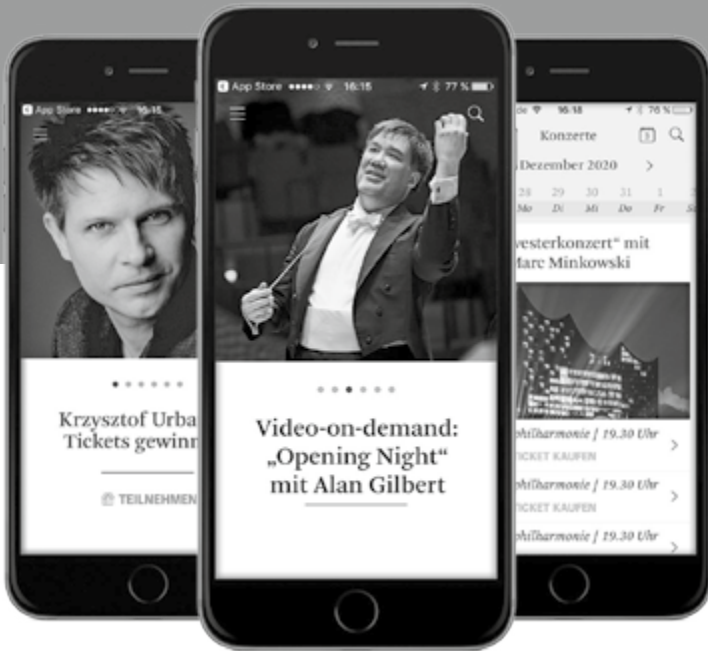 App Store
16:15
Krzysztof Urba
Tickets gewinn
TEILNEHMEN
App Store
16:15
77 %
Video-on-demand:
„Opening Night“
mit Alan Gilbert
de
16:18
76 %
Konzerte
Dezember 2020
28 29 30 31 1
Mo Di Mi Do Fr
vesterkonzert“ mit
Marc Minkowski
philharmonie | 19.30 Uhr
TICKET KAUFEN
philharmonie | 19.30 Uhr
TICKET KAUFEN
philharmonie | 19.30 Uhr